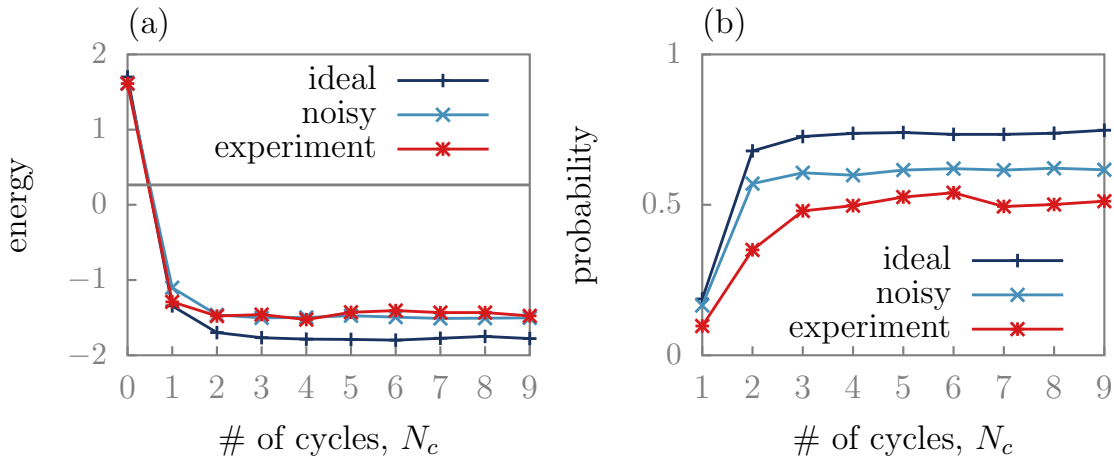 (a)
2
1
0
−1
−2
energy
ideal
noisy
experiment
0 1 2 3 4 5 6 7 8 9
# of cycles, N_c
(b)
1
0.5
0
probability
ideal
noisy
experiment
1 2 3 4 5 6 7 8 9
# of cycles, N_c